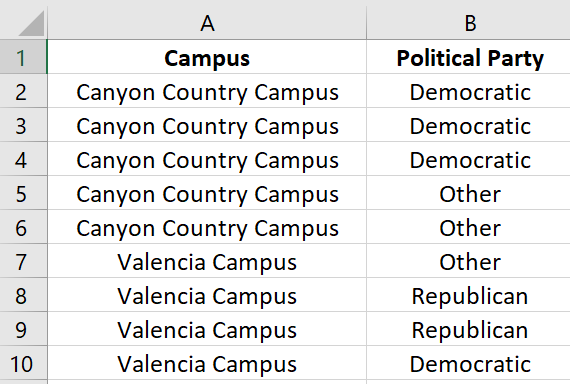 A B
1 Campus Political Party
2 Canyon Country Campus Democratic
3 Canyon Country Campus Democratic
4 Canyon Country Campus Democratic
5 Canyon Country Campus Other
6 Canyon Country Campus Other
7 Valencia Campus Other
8 Valencia Campus Republican
9 Valencia Campus Republican
10 Valencia Campus Democratic